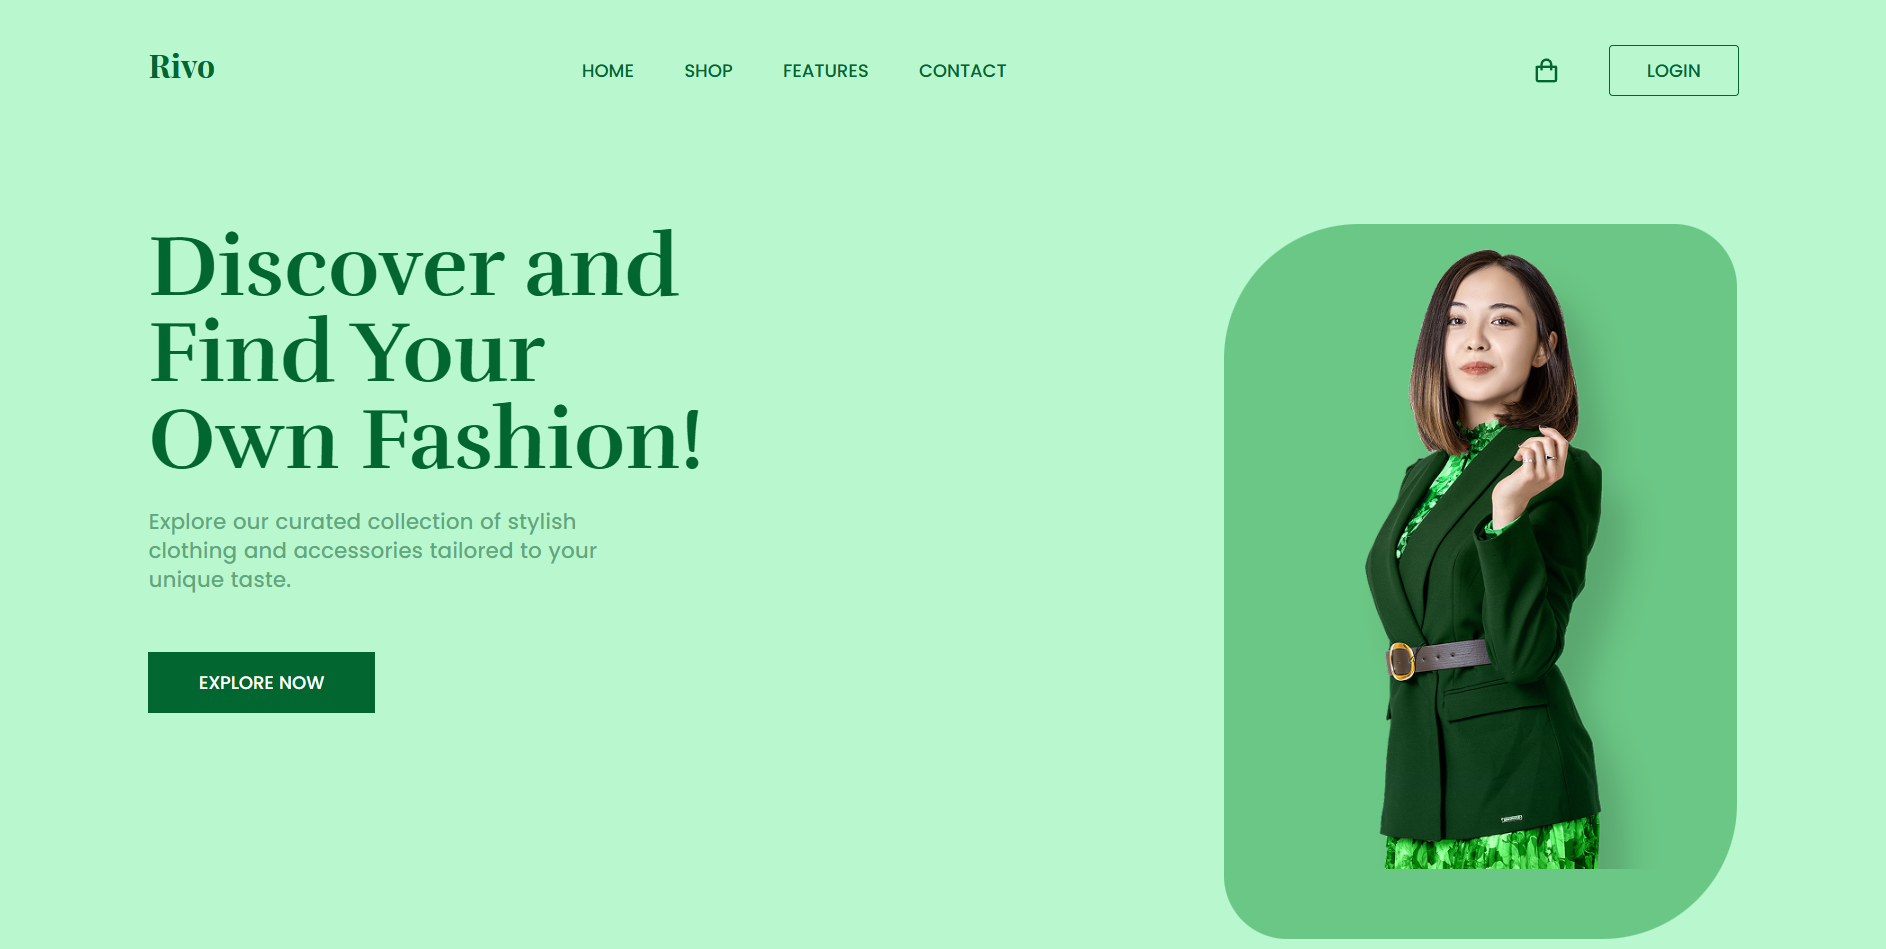 Rivo
HOME
SHOP
FEATURES
CONTACT
LOGIN
Discover and
Find Your
Own Fashion!
Explore our curated collection of stylish
clothing and accessories tailored to your
unique taste.
EXPLORE NOW